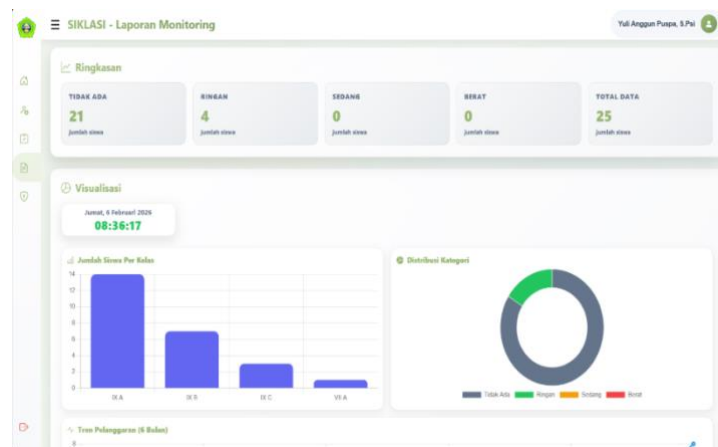 SIKLASI - Laporan Monitoring
Yuli Anggun Puspa, S.Psi
Ringkasan
TIDAK ADA
21
jumlah siswa
RINGAN
4
jumlah siswa
SEDANG
0
jumlah siswa
BERAT
0
jumlah siswa
TOTAL DATA
25
jumlah siswa
Visualisasi
Jumat, 6 Februari 2026
08:36:17
Jumlah Siswa Per Kelas
14
12
10
8
6
4
2
0
IX A
IX B
IX C
VII A
Distribusi Kategori
Tidak Ada
Ringan
Sedang
Berat
Tren Pelanggaran (6 Bulan)